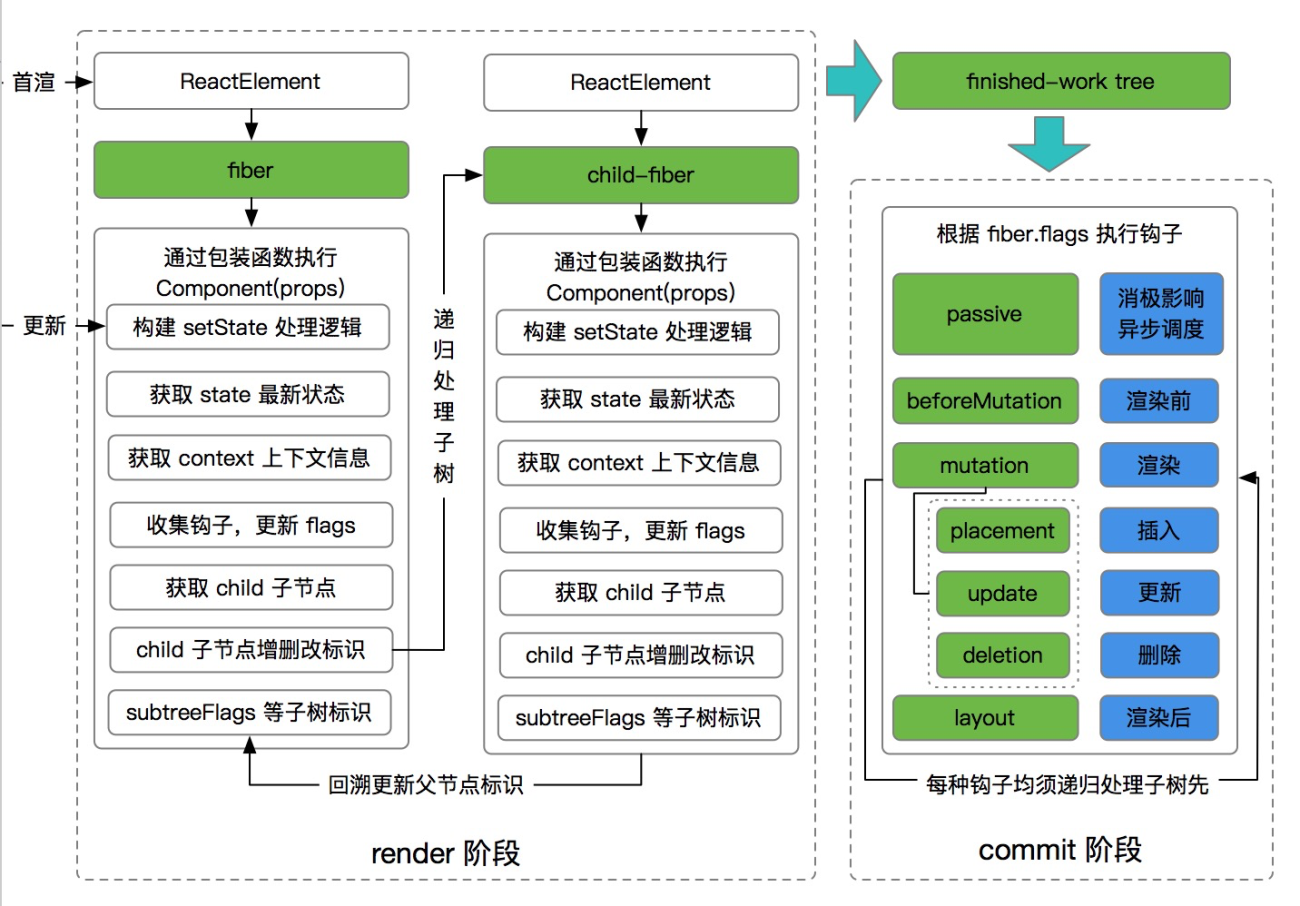 首渲
ReactElement
fiber
通过包装函数执行
Component(props)
更新
构建 setState 处理逻辑
获取 state 最新状态
获取 context 上下文信息
收集钩子，更新 flags
获取 child 子节点
child 子节点增删改标识
subtreeFlags 等子树标识
递归处理子树
ReactElement
child-fiber
通过包装函数执行
Component(props)
构建 setState 处理逻辑
获取 state 最新状态
获取 context 上下文信息
收集钩子，更新 flags
获取 child 子节点
child 子节点增删改标识
subtreeFlags 等子树标识
回溯更新父节点标识
render 阶段
finished-work tree
根据 fiber.flags 执行钩子
passive
消极影响
异步调度
beforeMutation
渲染前
mutation
渲染
placement
插入
update
更新
deletion
删除
layout
渲染后
每种钩子均须递归处理子树先
commit 阶段